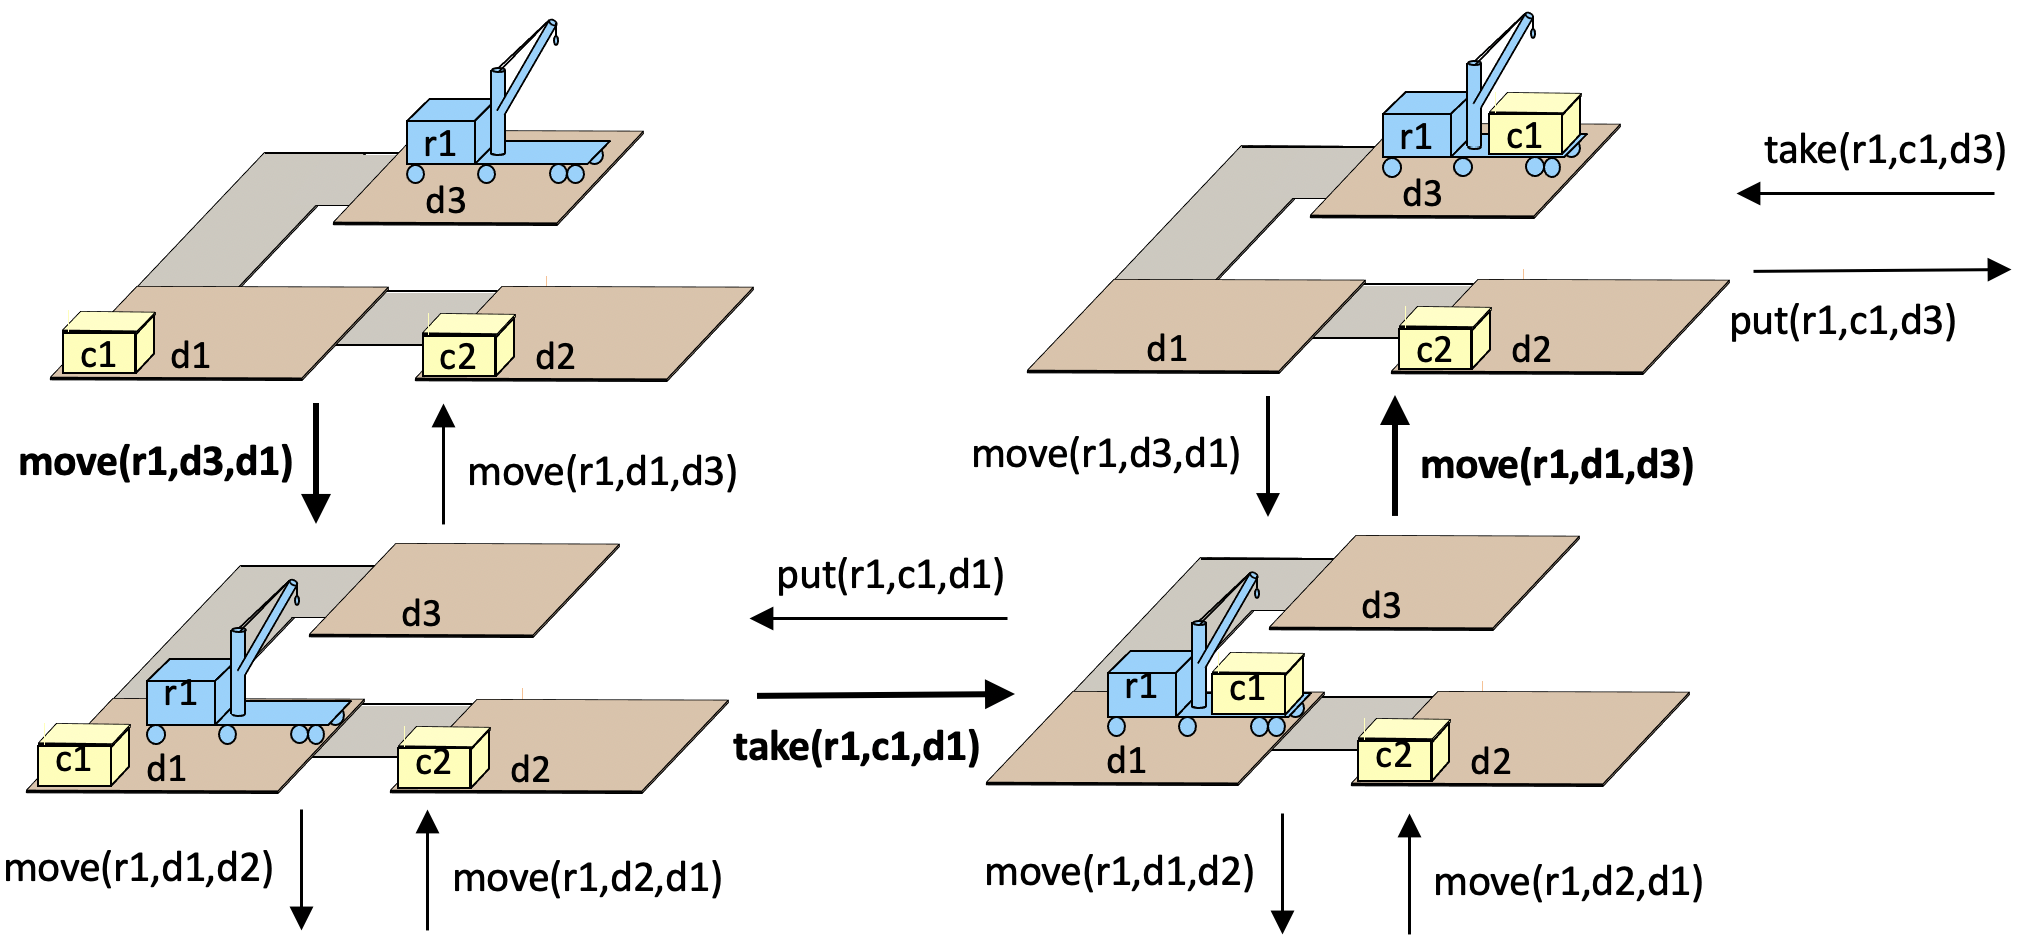 r1
d3
c1
d1
c2
d2
r1
c1
d3
d1
c2
d2
take(r1,c1,d3)
put(r1,c1,d3)
move(r1,d3,d1)
move(r1,d1,d3)
move(r1,d3,d1)
move(r1,d1,d3)
d3
r1
c1
d1
c2
d2
put(r1,c1,d1)
take(r1,c1,d1)
d3
r1
c1
d1
c2
d2
move(r1,d1,d2)
move(r1,d2,d1)
move(r1,d1,d2)
move(r1,d2,d1)